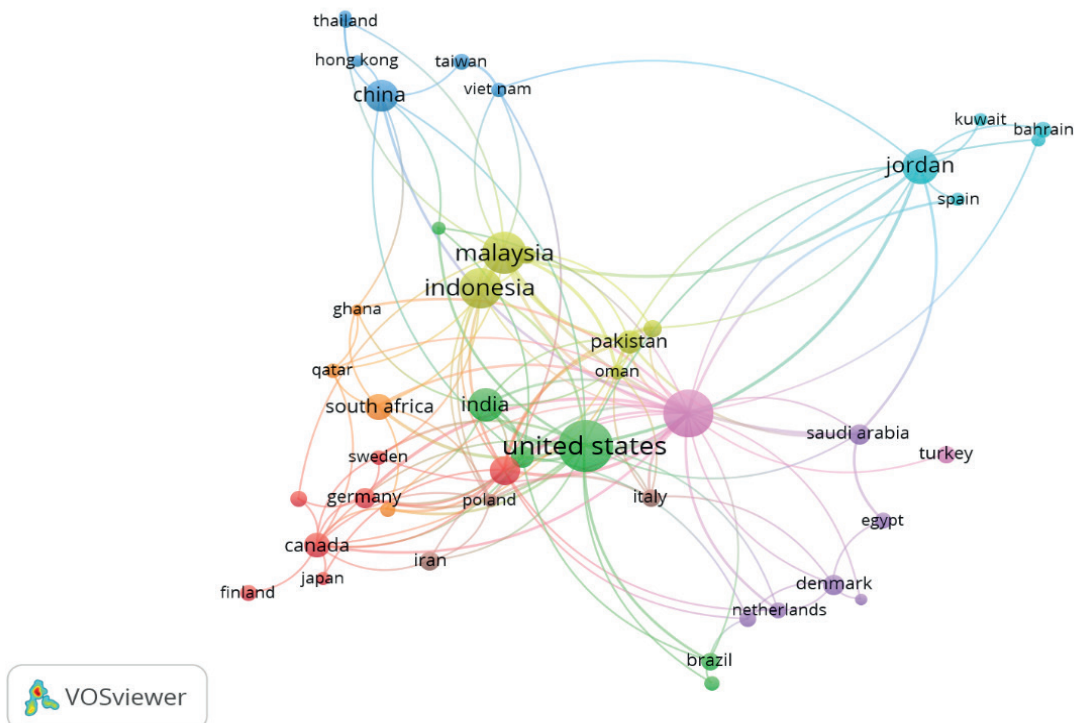 thailand
hong kong
taiwan
china
viet nam
kuwait
bahrain
jordan
spain
malaysia
indonesia
ghana
pakistan
qatar
oman
south africa
india
saudi arabia
united states
turkey
sweden
germany
poland
italy
egypt
canada
iran
japan
finland
denmark
netherlands
brazil
VOSviewer